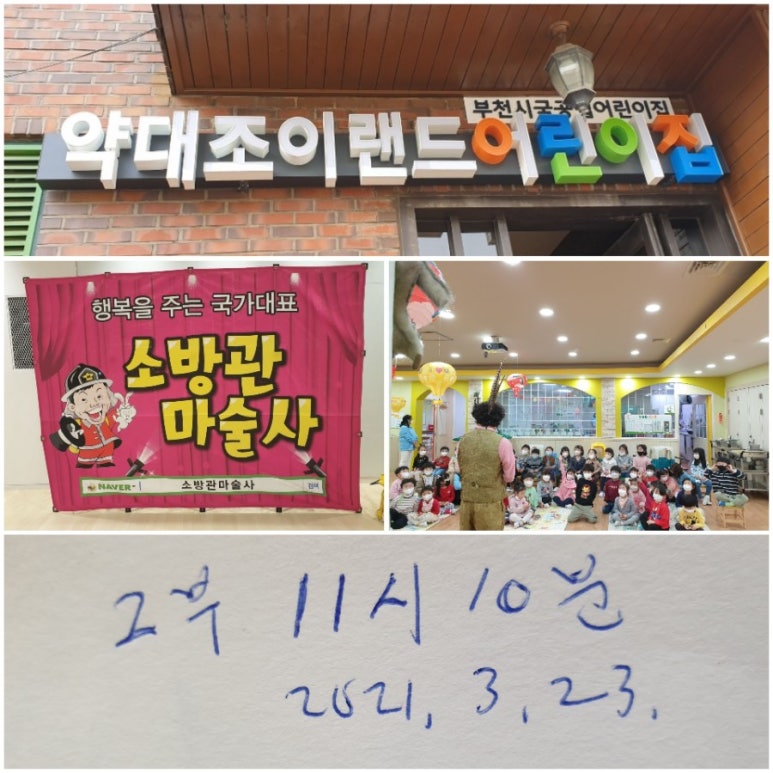 부천시국공립어린이집
약대조이랜드어린이집
행복을 주는 국가대표
소방관
마술사
NAVER
소방관마술사
검색
2부 11시 10분
2021. 3. 23.